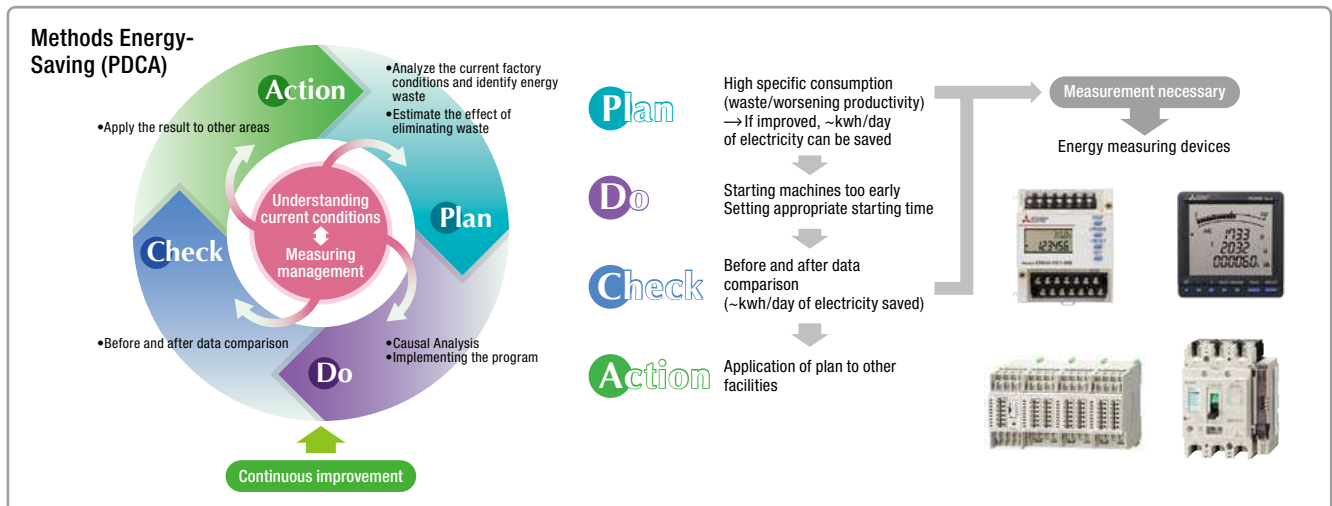 Methods Energy-
Saving (PDCA)
Action
•Analyze the current factory
conditions and identify energy
waste
•Estimate the effect of
eliminating waste
•Apply the result to other areas
Understanding
current conditions
Measuring
management
Plan
Check
•Before and after data comparison
•Causal Analysis
•Implementing the program
Do
Continuous improvement
Plan
High specific consumption
(waste/worsening productivity)
→If improved, ~kwh/day
of electricity can be saved
Do
Starting machines too early
Setting appropriate starting time
Check
Before and after data
comparison
(~kwh/day of electricity saved)
Action
Application of plan to other
facilities
Measurement necessary
Energy measuring devices
123456
1733
2032
000060